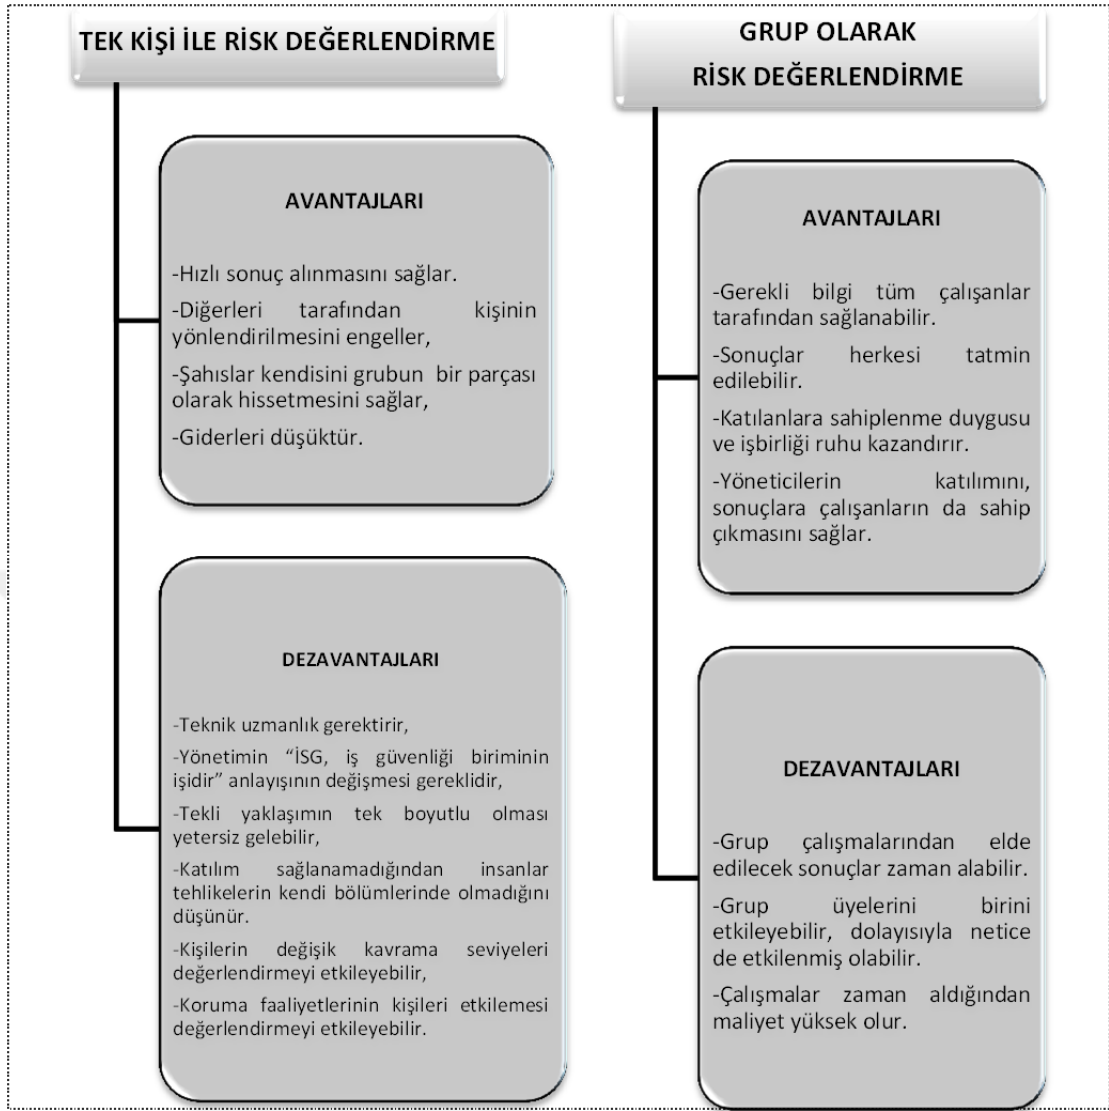 TEK KİŞİ İLE RİSK DEĞERLENDİRME
AVANTAJLARI
-Hızlı sonuç alınmasını sağlar.
-Diğerleri tarafından kişinin
yönlendirilmesini engeller,
-Şahıslar kendisini grubun bir parçası
olarak hissetmesini sağlar,
-Giderleri düşüktür.
DEZAVANTAJLARI
-Teknik uzmanlık gerektirir,
-Yönetimin “İSG, iş güvenliği biriminin
işidir” anlayışının değişmesi gereklidir,
-Tekli yaklaşımın tek boyutlu olması
yetersiz gelebilir,
-Katılım sağlanamadığından insanlar
tehlikelerin kendi bölümlerinde olmadığını
düşünür.
-Kişilerin değişik kavrama seviyeleri
değerlendirmeyi etkileyebilir,
-Koruma faaliyetlerinin kişileri etkilemesi
değerlendirmeyi etkileyebilir.
GRUP OLARAK
RİSK DEĞERLENDİRME
AVANTAJLARI
-Gerekli bilgi tüm çalışanlar
tarafından sağlanabilir.
-Sonuçlar herkesi tatmin
edilebilir.
-Katılanlara sahiplenme duygusu
ve işbirliği ruhu kazandırır.
-Yöneticilerin katılımını,
sonuçlara çalışanların da sahip
çıkmasını sağlar.
DEZAVANTAJLARI
-Grup çalışmalarından elde
edilecek sonuçlar zaman alabilir.
-Grup üyelerini birini
etkileyebilir, dolayısıyla netice
de etkilenmiş olabilir.
-Çalışmalar zaman aldığından
maliyet yüksek olur.